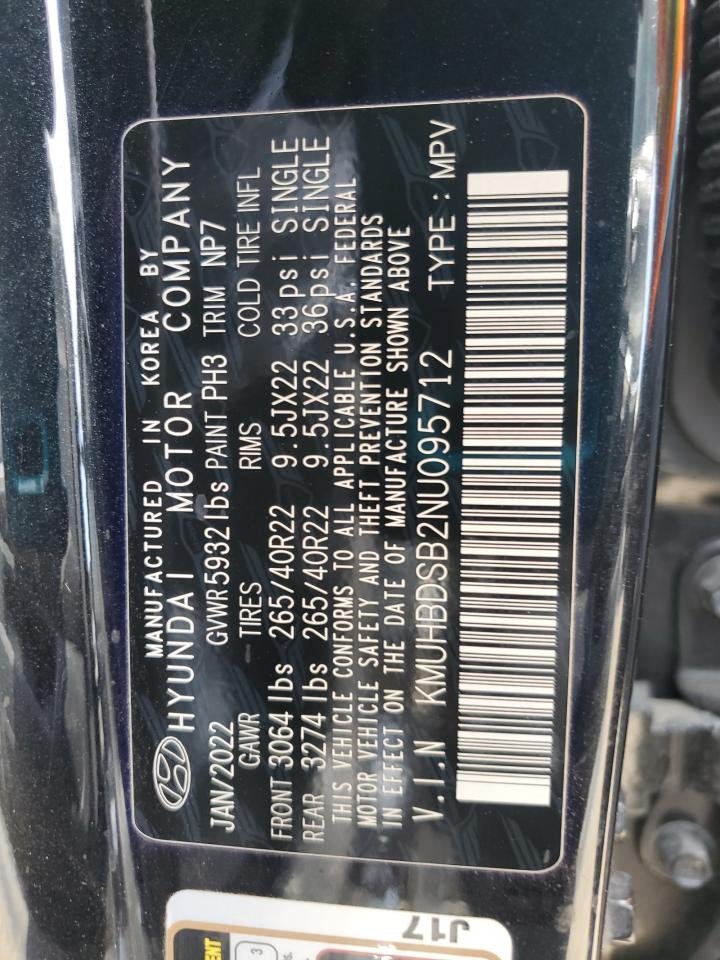 MANUFACTURED IN KOREA BY
HYUNDAI MOTOR COMPANY
JAN/2022 GVWR5932lbs PAINT PH3 TRIM NP7
GAWR TIRES RIMS COLD TIRE INFL
FRONT 3064 lbs 265/40R22 9.5JX22 33psi SINGLE
REAR 3274 lbs 265/40R22 9.5JX22 36psi SINGLE
THIS VEHICLE CONFORMS TO ALL APPLICABLE U.S.A. FEDERAL
MOTOR VEHICLE SAFETY AND THEFT PREVENTION STANDARDS
IN EFFECT ON THE DATE OF MANUFACTURE SHOWN ABOVE
V.I.N KMUHBDSB2NU095712 TYPE : MPV
J17
3